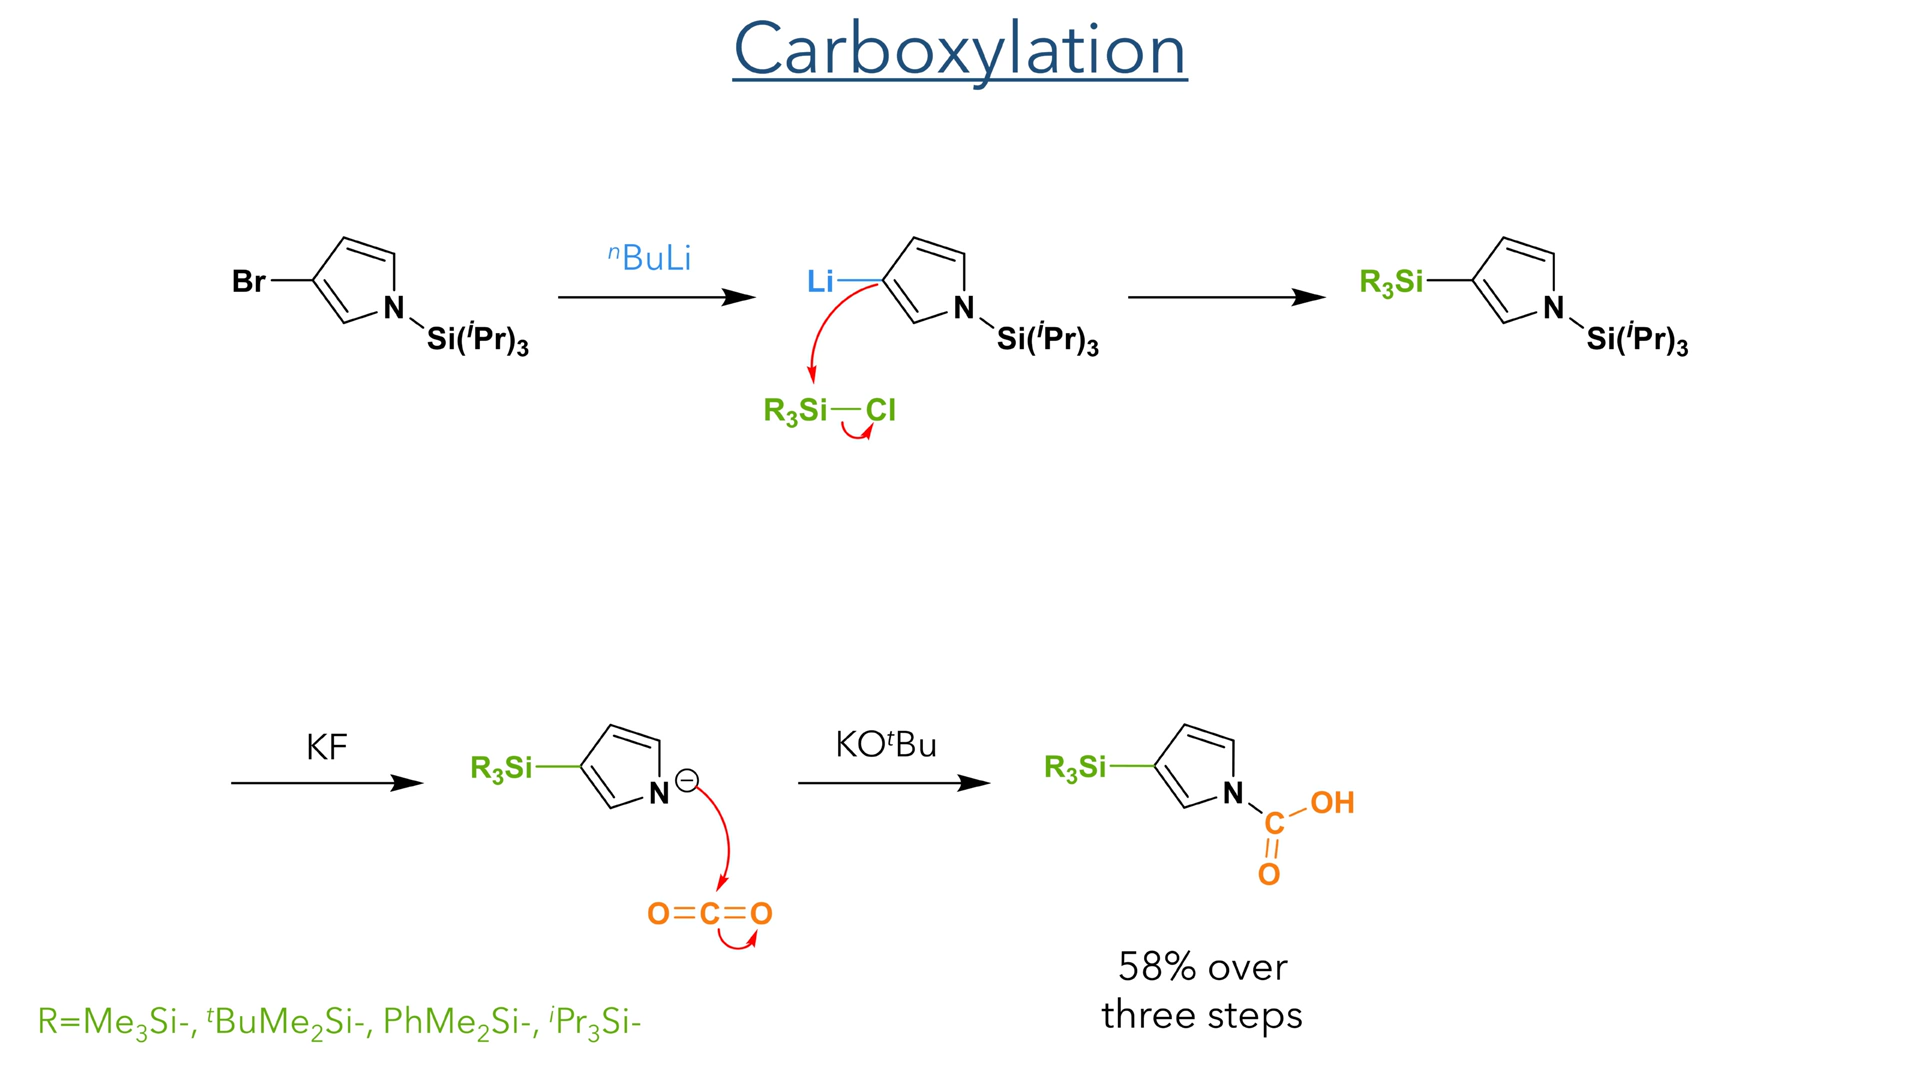 Carboxylation
Br
N
Si(ⁱPr)₃
ⁿBuLi
Li
N
Si(ⁱPr)₃
R₃Si—Cl
R₃Si
N
Si(ⁱPr)₃
KF
R₃Si
N
⊖
O=C=O
KOᵗBu
R₃Si
N
C
OH
O
58% over
three steps
R=Me₃Si-, ᵗBuMe₂Si-, PhMe₂Si-, ⁱPr₃Si-